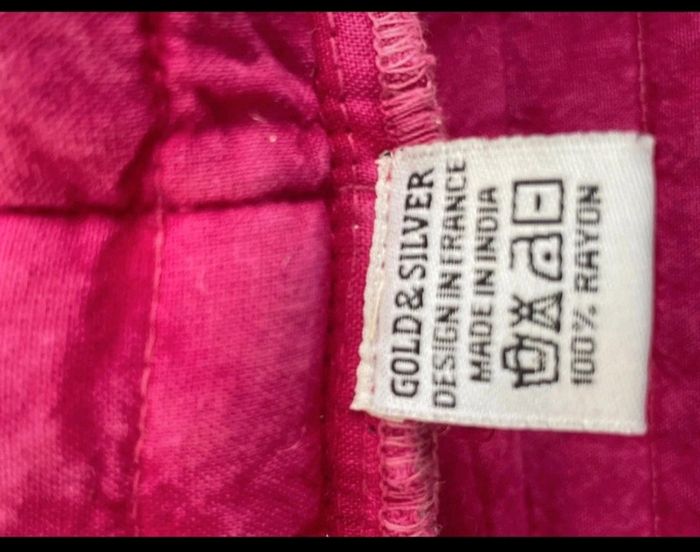 GOLD & SILVER
DESIGN IN FRANCE
MADE IN INDIA
100% RAYON